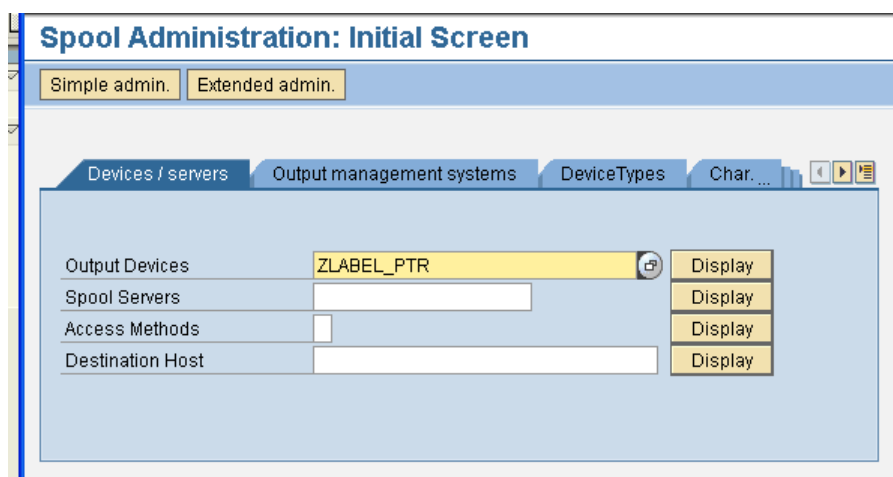 Spool Administration: Initial Screen
Simple admin. Extended admin.
Devices / servers Output management systems DeviceTypes Char. ...
Output Devices ZLABEL_PTR Display
Spool Servers Display
Access Methods Display
Destination Host Display